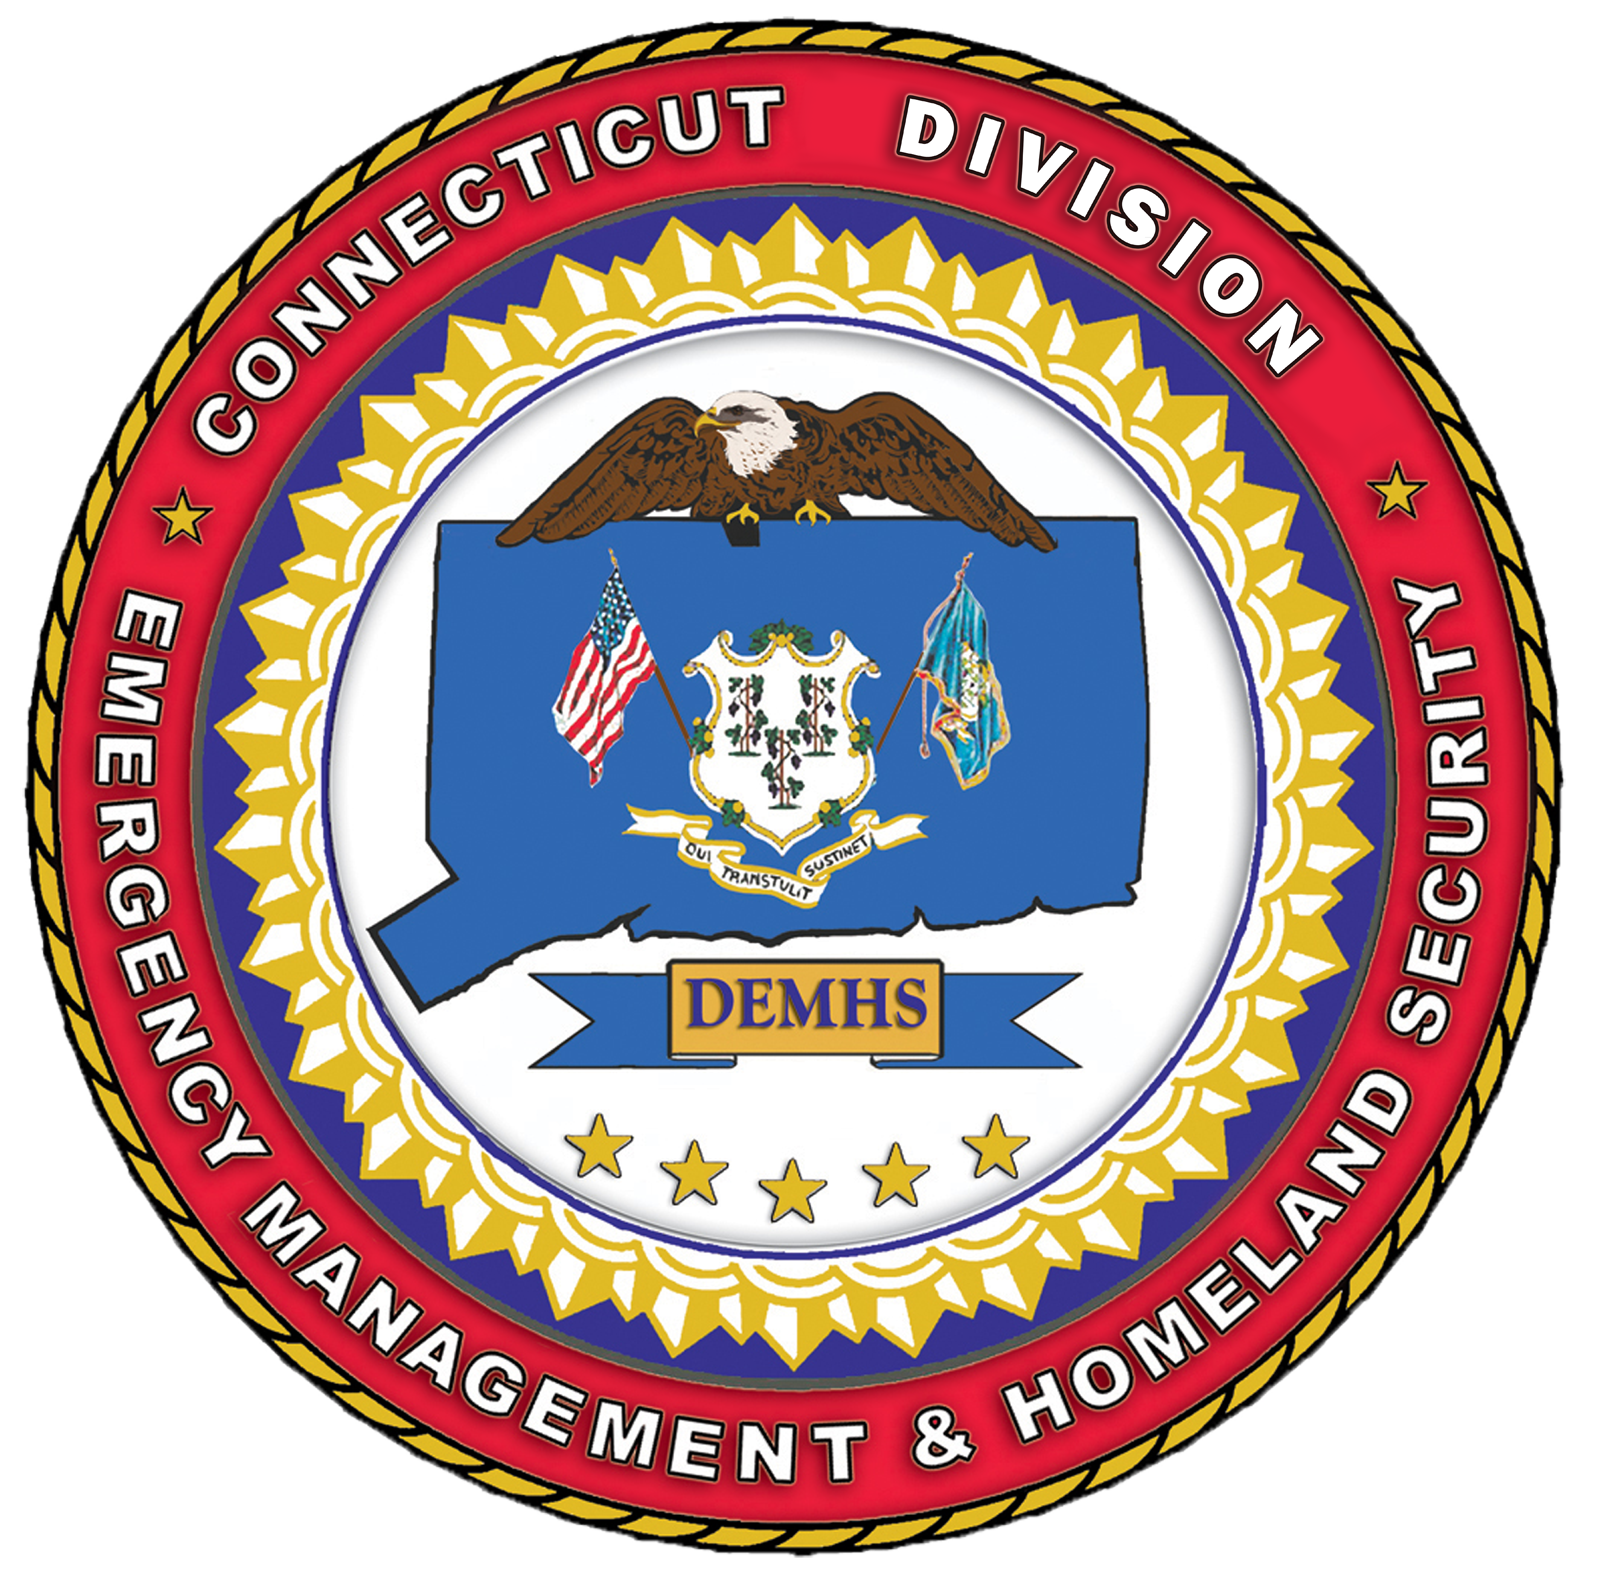 CONNECTICUT DIVISION
EMERGENCY MANAGEMENT & HOMELAND SECURITY
QUI TRANSTULIT SUSTINET
DEMHS